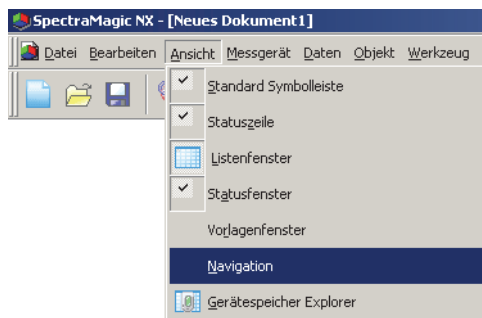 SpectraMagic NX - [Neues Dokument1]
Datei Bearbeiten Ansicht Messgerät Daten Objekt Werkzeug
Standard Symbolleiste
Statuszeile
Listenfenster
Statusfenster
Vorlagenfenster
Navigation
Gerätespeicher Explorer